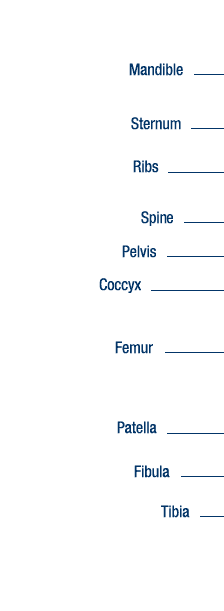 Mandible
Sternum
Ribs
Spine
Pelvis
Coccyx
Femur
Patella
Fibula
Tibia